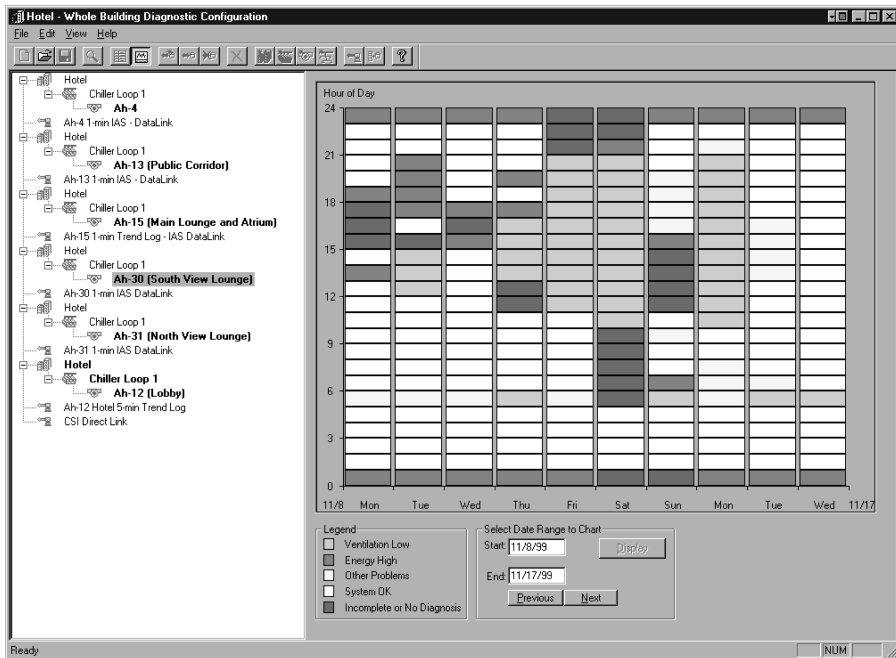 Hotel - Whole Building Diagnostic Configuration
File Edit View Help
Hotel
Chiller Loop 1
Ah-4
Ah-4 1-min IAS - DataLink
Hotel
Chiller Loop 1
Ah-13 (Public Corridor)
Ah-13 1-min IAS - DataLink
Hotel
Chiller Loop 1
Ah-15 (Main Lounge and Atrium)
Ah-15 1-min Trend Log - IAS DataLink
Hotel
Chiller Loop 1
Ah-30 (South View Lounge)
Ah-30 1-min IAS DataLink
Hotel
Chiller Loop 1
Ah-31 (North View Lounge)
Ah-31 1-min IAS DataLink
Hotel
Chiller Loop 1
Ah-12 (Lobby)
Ah-12 Hotel 5-min Trend Log
CSI Direct Link
Hour of Day
24
21
18
15
12
9
6
3
0
11/8 Mon Tue Wed Thu Fri Sat Sun Mon Tue Wed 11/17
Legend
Ventilation Low
Energy High
Other Problems
System OK
Incomplete or No Diagnosis
Select Date Range to Chart
Start: 11/8/99 Display
End: 11/17/99
Previous Next
Ready NUM